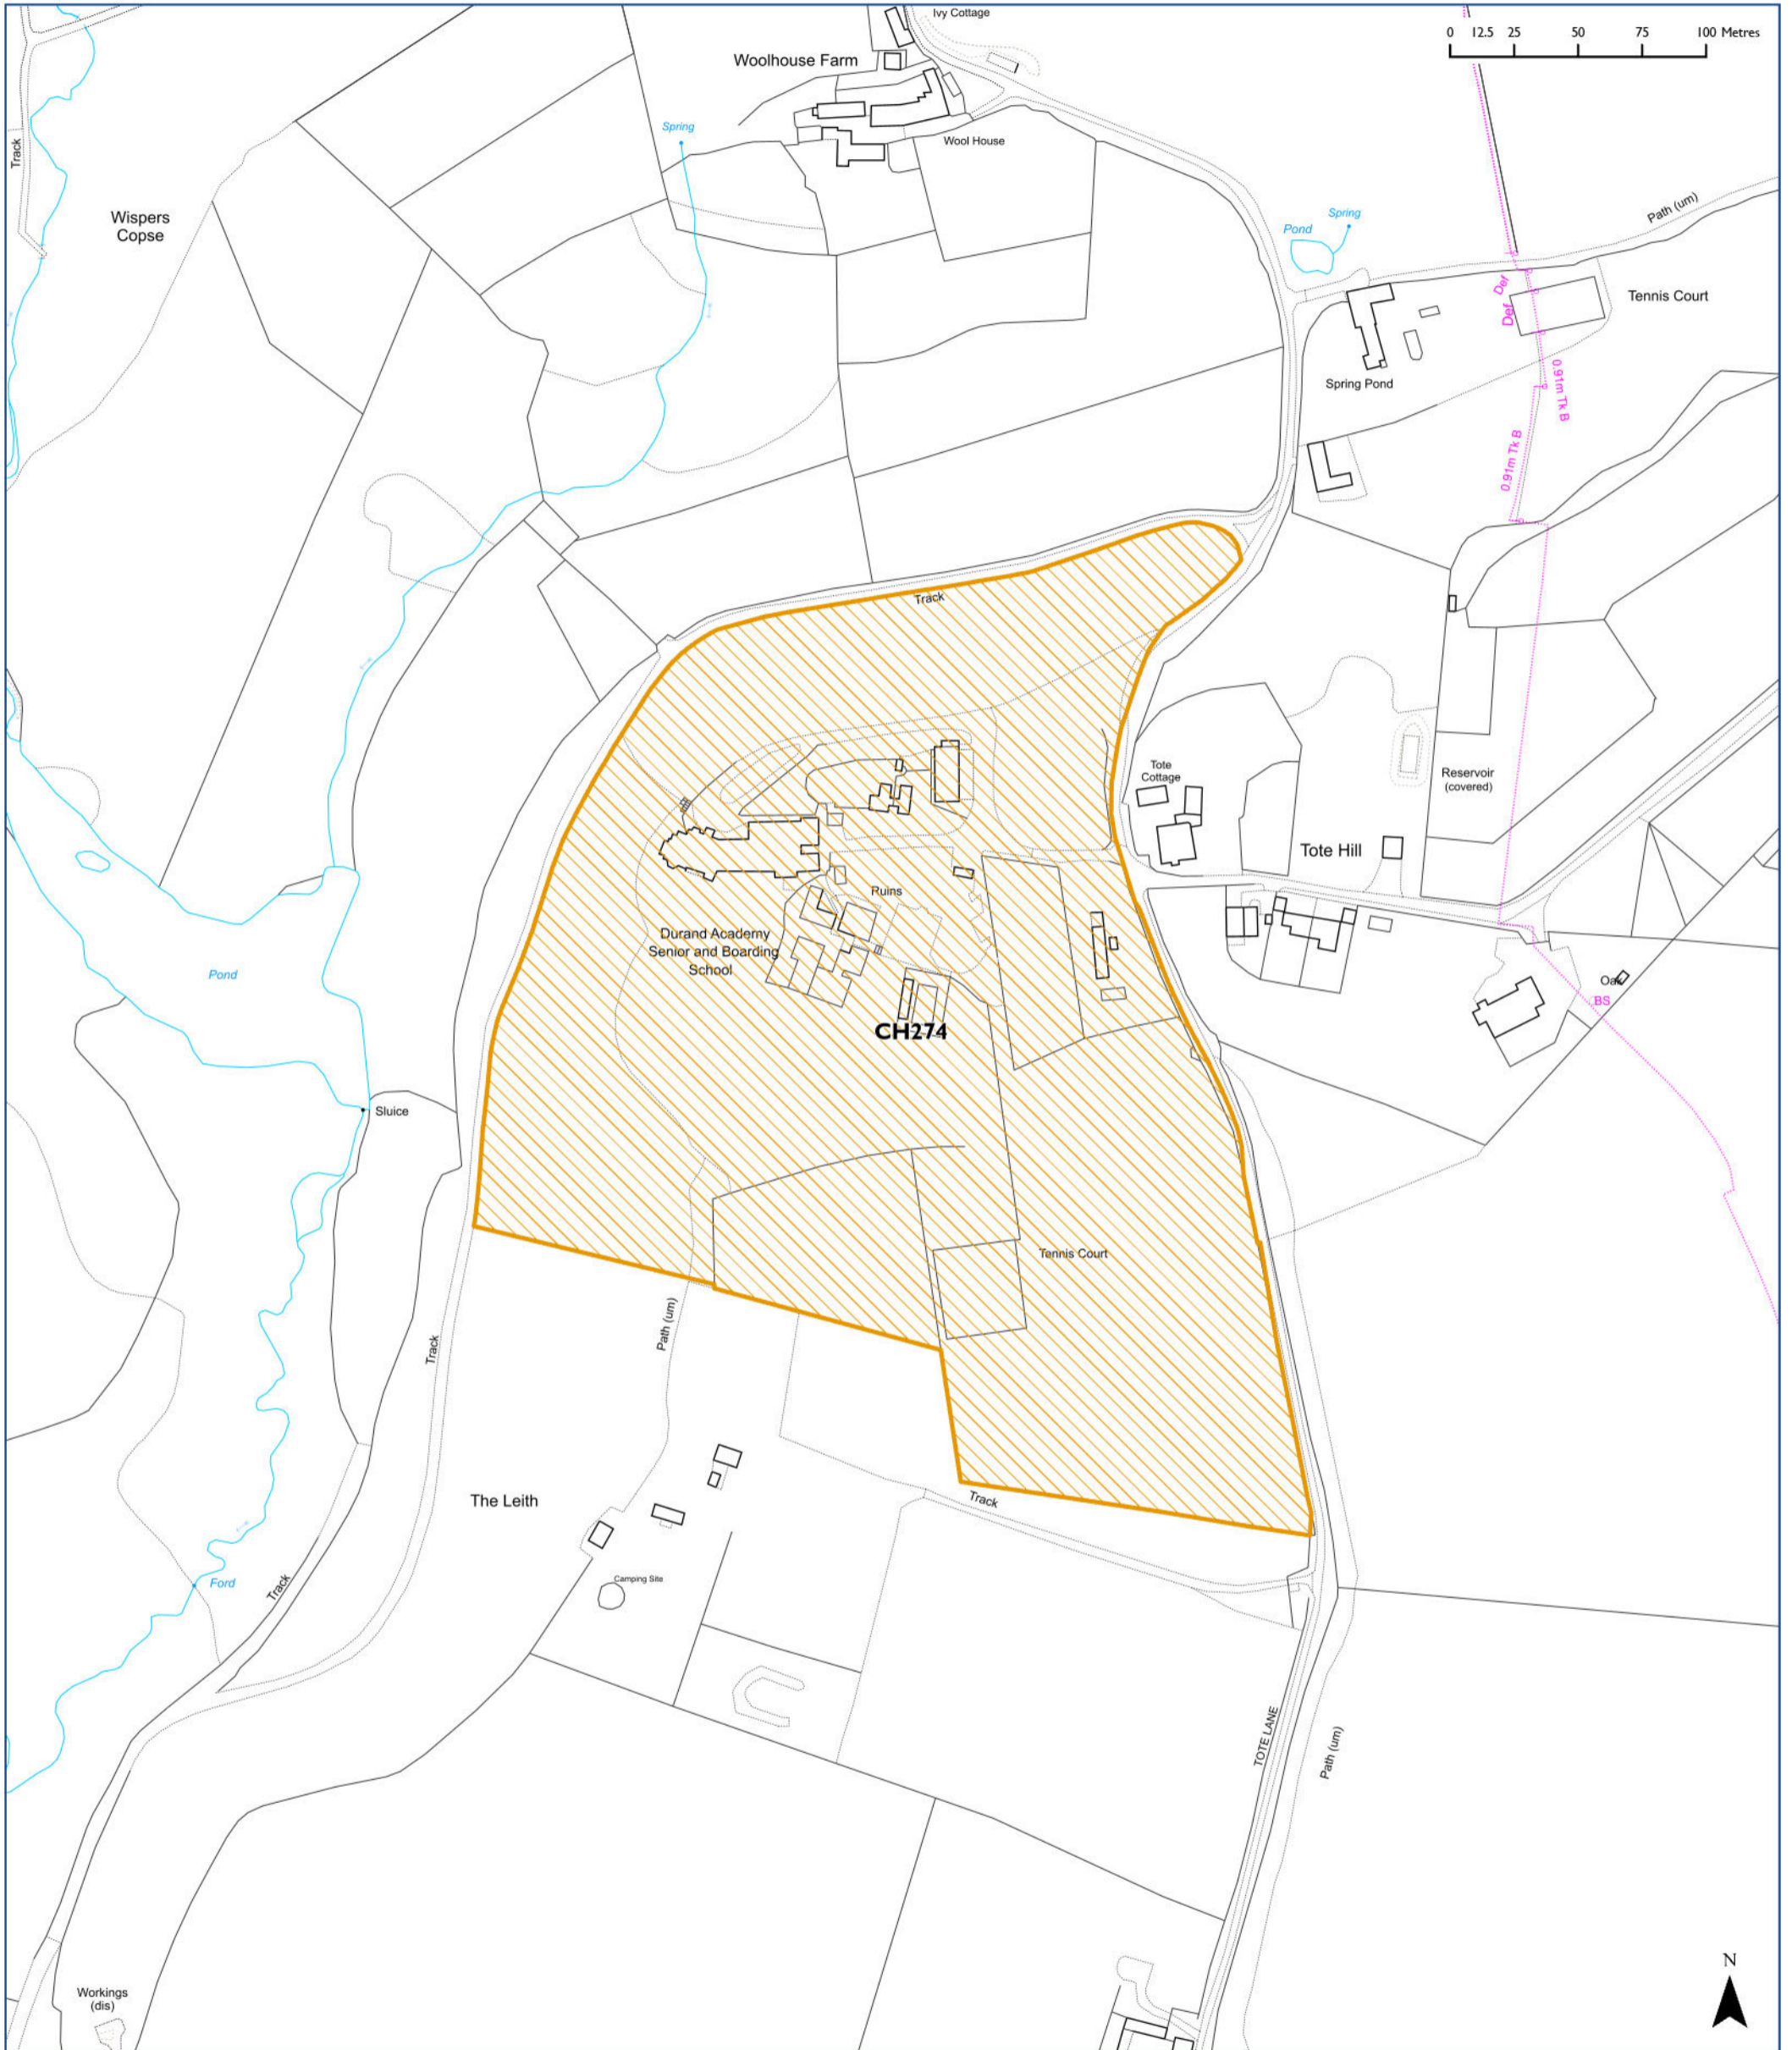 Ivy Cottage
0 12.5 25 50 75 100 Metres
Woolhouse Farm
Spring
Wool House
Track
Wispers
Copse
Path (um)
Spring
Pond
Def
Def
Tennis Court
0.91m Tk B
Spring Pond
0.91m Tk B
Track
Tote
Cottage
Reservoir
(covered)
Tote Hill
Ruins
Durand Academy
Senior and Boarding
School
Pond
Oak
BS
CH274
Sluice
Tennis Court
Path (um)
Track
The Leith
Track
Camping Site
Ford
Track
TOTE LANE
Path (um)
N
Workings
(dis)